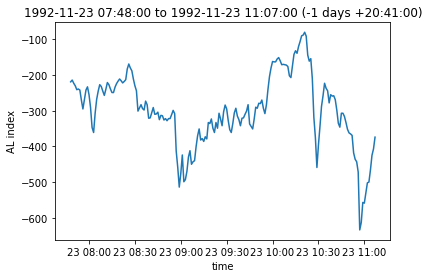 1992-11-23 07:48:00 to 1992-11-23 11:07:00 (-1 days +20:41:00)
−100
−200
−300
−400
−500
−600
AL index
23 08:00 23 08:30 23 09:00 23 09:30 23 10:00 23 10:30 23 11:00
time